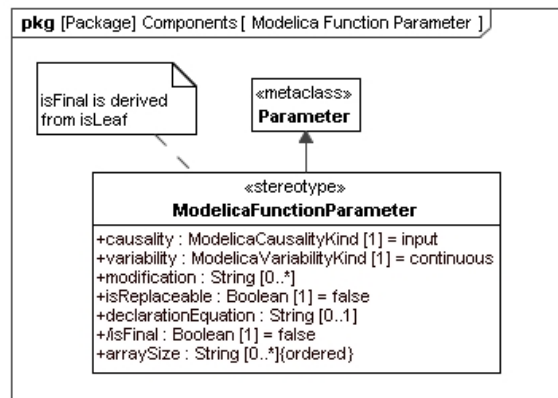 pkg [Package] Components [ Modelica Function Parameter ]
isFinal is derived
from isLeaf
«metaclass»
Parameter
«stereotype»
ModelicaFunctionParameter
+causality : ModelicaCausalityKind [1] = input
+variability : ModelicaVariabilityKind [1] = continuous
+modification : String [0..*]
+isReplaceable : Boolean [1] = false
+declarationEquation : String [0..1]
+/isFinal : Boolean [1] = false
+arraySize : String [0..*]{ordered}